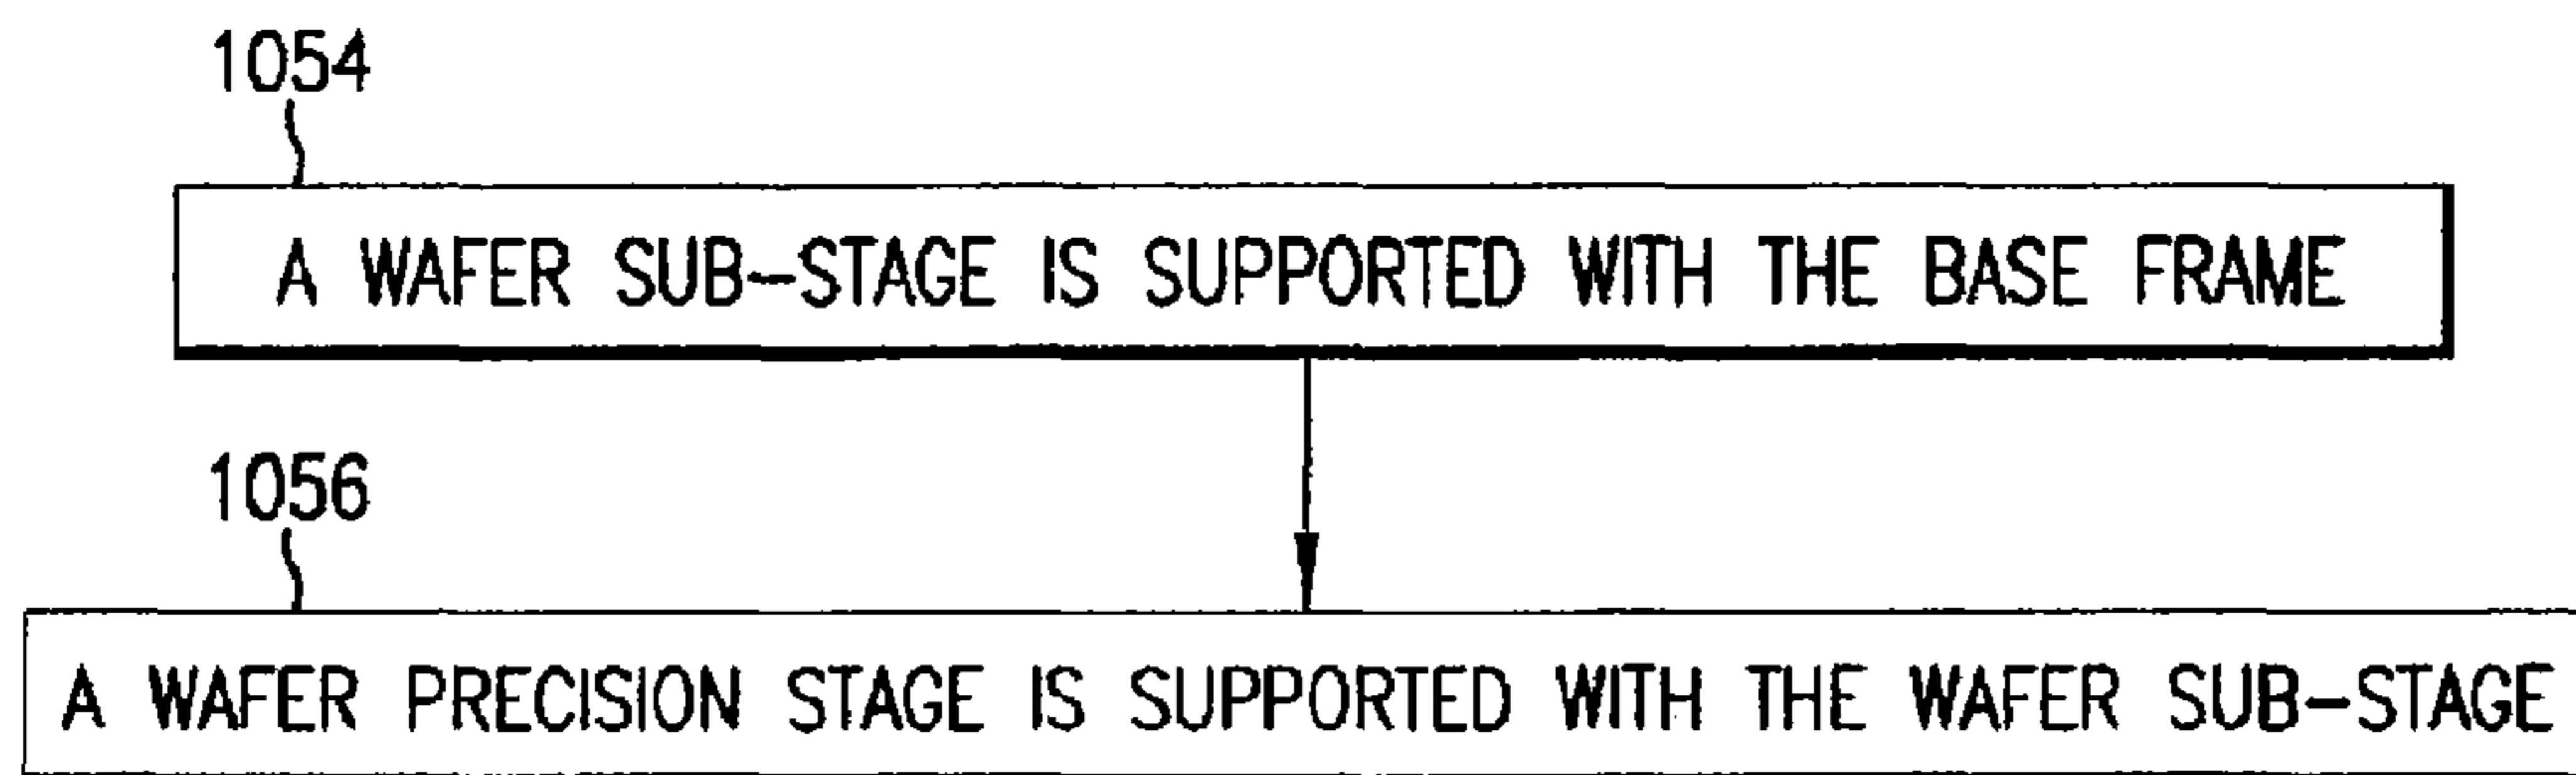 1054
A WAFER SUB-STAGE IS SUPPORTED WITH THE BASE FRAME
1056
A WAFER PRECISION STAGE IS SUPPORTED WITH THE WAFER SUB-STAGE